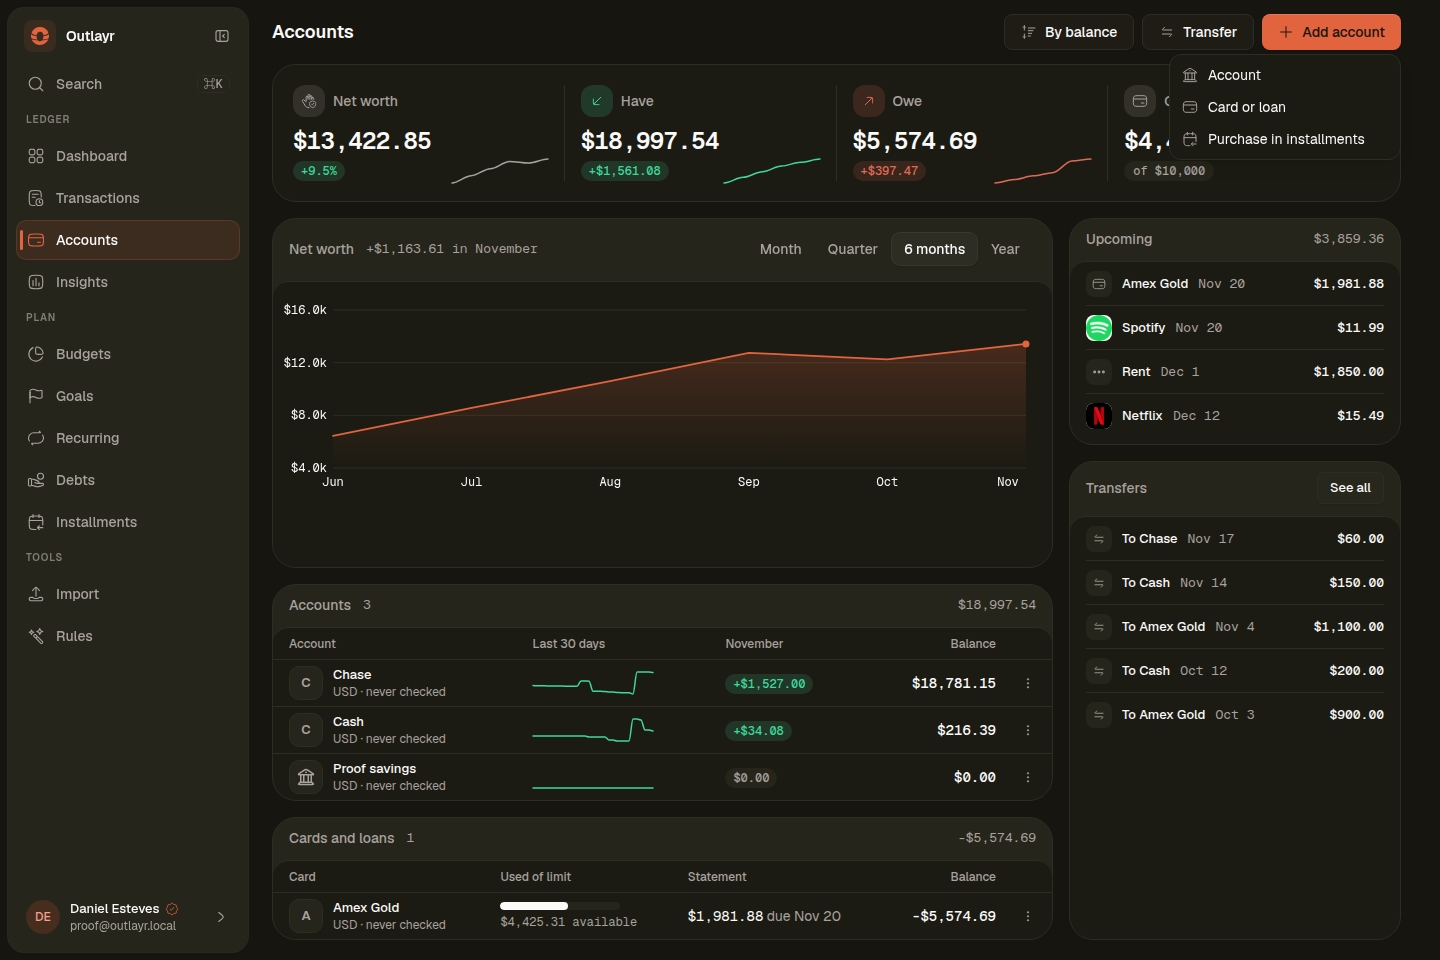 Outlayr
Search ⌘K
LEDGER
Dashboard
Transactions
Accounts
Insights
PLAN
Budgets
Goals
Recurring
Debts
Installments
TOOLS
Import
Rules
DE
Daniel Esteves
proof@outlayr.local
Accounts
By balance
Transfer
Add account
Account
Card or loan
Purchase in installments
Net worth
$13,422.85
+9.5%
Have
$18,997.54
+$1,561.08
Owe
$5,574.69
+$397.47
of $10,000
Net worth +$1,163.61 in November
Month Quarter 6 months Year
$16.0k
$12.0k
$8.0k
$4.0k
Jun Jul Aug Sep Oct Nov
Accounts 3 $18,997.54
Account Last 30 days November Balance
C Chase
USD · never checked
+$1,527.00 $18,781.15
C Cash
USD · never checked
+$34.08 $216.39
Proof savings
USD · never checked
$0.00 $0.00
Cards and loans 1 -$5,574.69
Card Used of limit Statement Balance
A Amex Gold
USD · never checked
$4,425.31 available
$1,981.88 due Nov 20 -$5,574.69
Upcoming $3,859.36
Amex Gold Nov 20 $1,981.88
Spotify Nov 20 $11.99
Rent Dec 1 $1,850.00
N Netflix Dec 12 $15.49
Transfers See all
To Chase Nov 17 $60.00
To Cash Nov 14 $150.00
To Amex Gold Nov 4 $1,100.00
To Cash Oct 12 $200.00
To Amex Gold Oct 3 $900.00